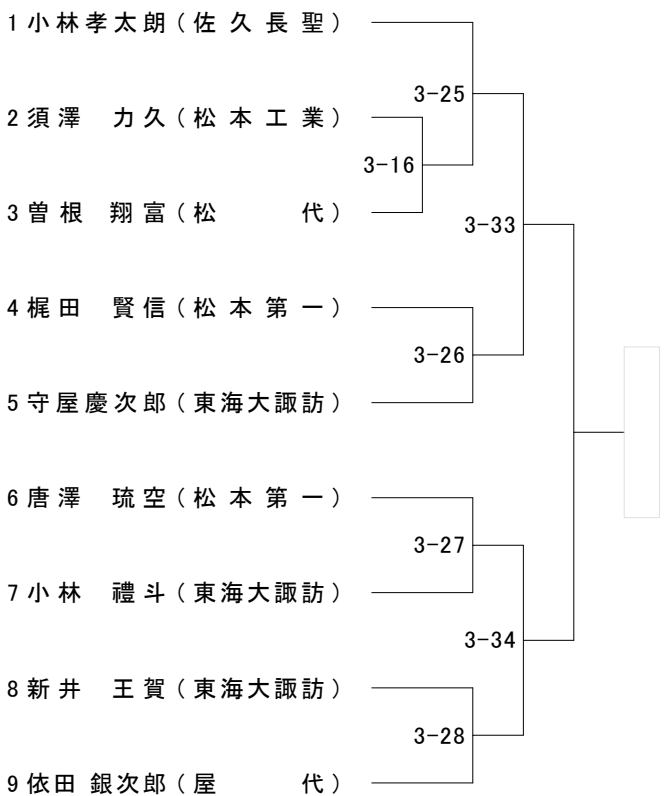 1 小林孝太朗（佐久長聖）
3-25
2 須澤　力久（松本工業）
3-16
3 曽根　翔富（松　　代）
3-33
4 梶田　賢信（松本第一）
3-26
5 守屋慶次郎（東海大諏訪）
6 唐澤　琉空（松本第一）
3-27
7 小林　禮斗（東海大諏訪）
3-34
8 新井　王賀（東海大諏訪）
3-28
9 依田 銀次郎（屋　　代）